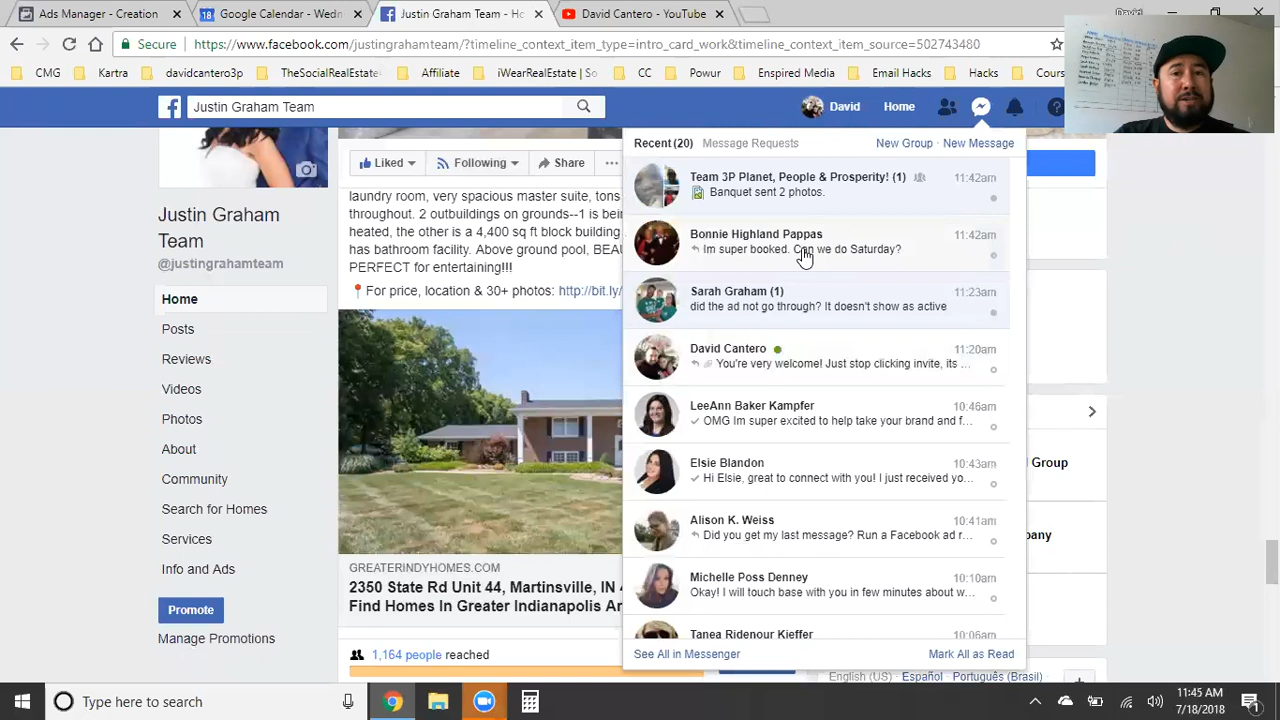 Ads Manager - Creation
Google Calendar - Wedn
Justin Graham Team - Ho
David Cantero - YouTube
Secure
https://www.facebook.com/justingrahamteam/?timeline_context_item_type=intro_card_work&timeline_context_item_source=502743480
CMG
Kartra
davidcantero3p
TheSocialRealEstate
iWearRealEstate
Email Hacks
Justin Graham Team
David
Home
Recent (20)
Message Requests
New Group · New Message
Liked
Following
Share
Team 3P Planet, People & Prosperity! (1)
11:42am
Banquet sent 2 photos.
laundry room, very spacious master suite, tons
throughout. 2 outbuildings on grounds--1 is bein
heated, the other is a 4,400 sq ft block building
has bathroom facility. Above ground pool, BEAU
PERFECT for entertaining!!!
For price, location & 30+ photos: http://bit.ly/
Justin Graham
Team
@justingrahamteam
Bonnie Highland Pappas
11:42am
Im super booked. Can we do Saturday?
Sarah Graham (1)
11:23am
did the ad not go through? It doesn't show as active
David Cantero
11:20am
You're very welcome! Just stop clicking invite, its ...
LeeAnn Baker Kampfer
10:46am
OMG Im super excited to help take your brand and f...
Elsie Blandon
10:43am
Hi Elsie, great to connect with you! I just received yo...
Alison K. Weiss
10:41am
Did you get my last message? Run a Facebook ad r...
Michelle Poss Denney
10:10am
Okay! I will touch base with you in few minutes about w...
Tanea Ridenour Kieffer
10:06am
See All in Messenger
Mark All as Read
Home
Posts
Reviews
Videos
Photos
About
Community
Search for Homes
Services
Info and Ads
Promote
Manage Promotions
GREATERINDYHOMES.COM
2350 State Rd Unit 44, Martinsville, IN
Find Homes In Greater Indianapolis Ar
1,164 people reached
Group
English (US) · Español · Português (Brasil) ·
Type here to search
11:45 AM
7/18/2018